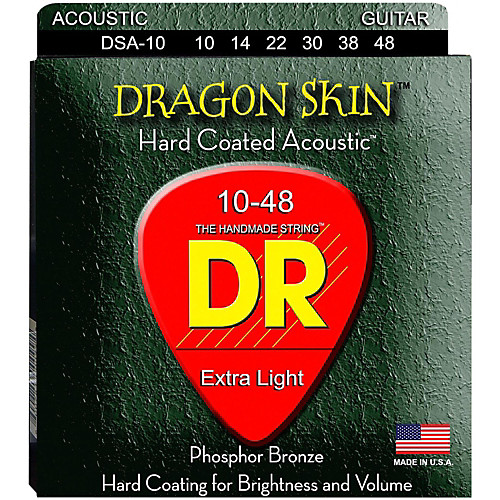 ACOUSTIC GUITAR
DSA-10 10 14 22 30 38 48
DRAGON SKIN™
Hard Coated Acoustic™
10-48
THE HANDMADE STRING™
DR
Extra Light
Phosphor Bronze
MADE IN U.S.A.
Hard Coating for Brightness and Volume